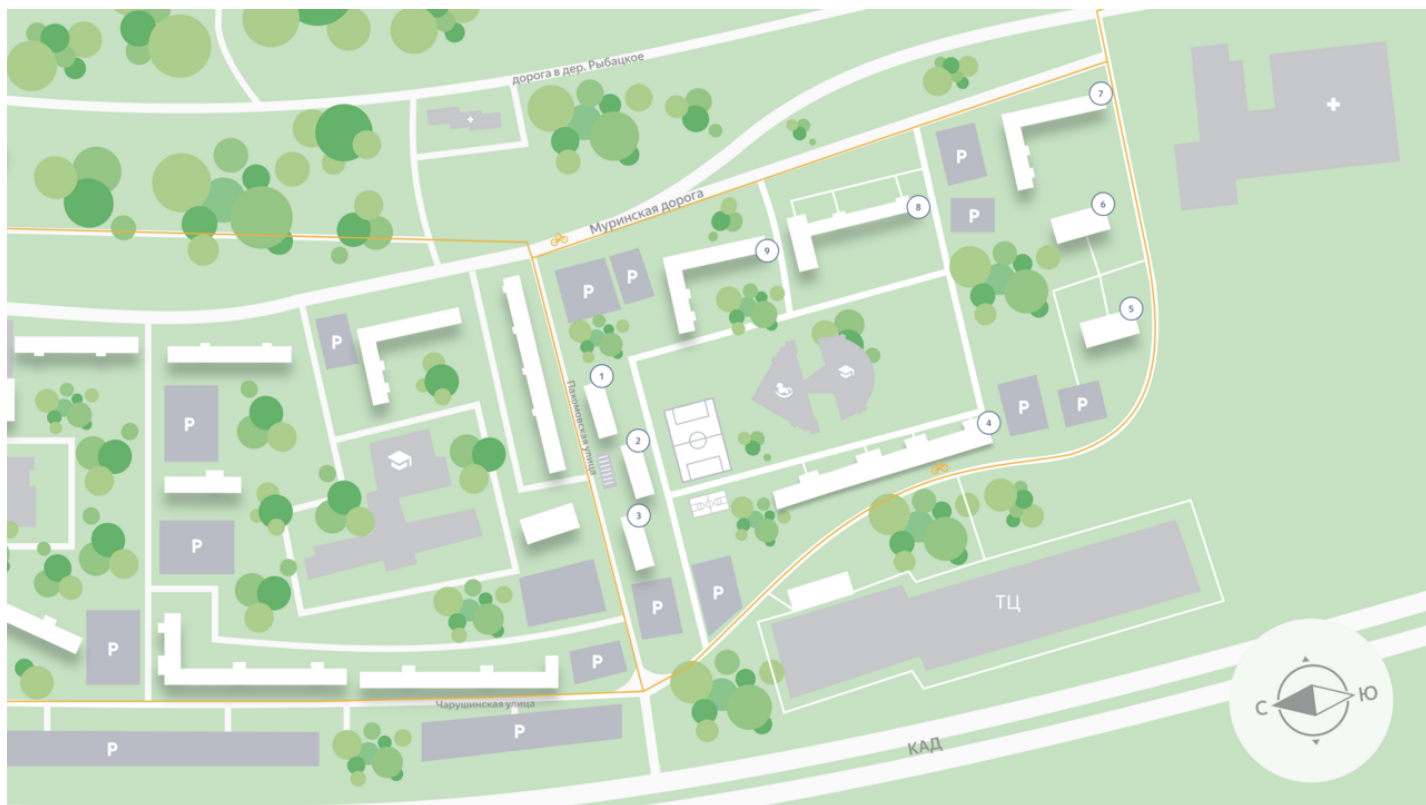 дорога в дер. Рыбацкое
7
P
6
Муринская дорога
8
P
9
P
P
5
P
1
Пахомовская улица
P
P
4
P
2
3
P
P
P
ТЦ
P
P
P
С
Ю
Чарушинская улица
P
P
КАД